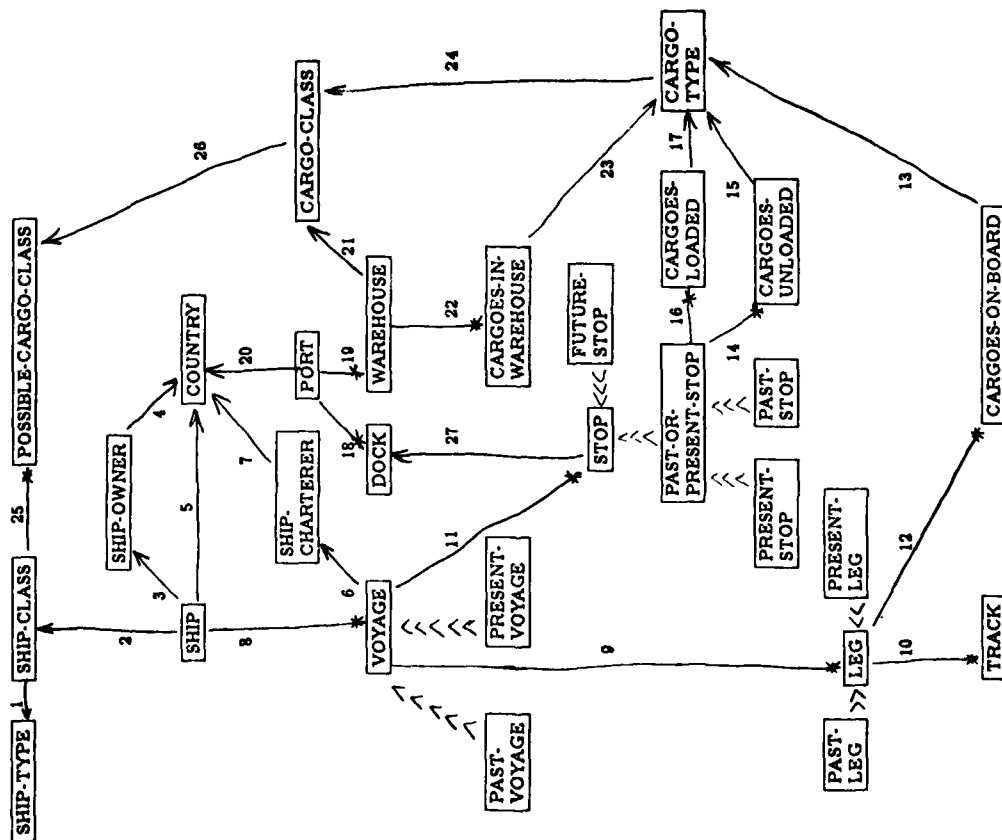 SHIP-TYPE
1
SHIP-CLASS
25
POSSIBLE-CARGO-CLASS
26
2
3
SHIP-OWNER
4
SHIP
5
COUNTRY
7
20
8
SHIP-
CHARTERER
6
PORT
18
19
21
CARGO-CLASS
24
VOYAGE
DOCK
WAREHOUSE
22
11
27
PAST-
VOYAGE
PRESENT-
VOYAGE
CARGOES-IN-
WAREHOUSE
23
9
STOP
FUTURE-
STOP
PAST-OR-
PRESENT-STOP
16
CARGOES-
LOADED
17
CARGO-
TYPE
14
15
PRESENT-
STOP
PAST-
STOP
CARGOES-
UNLOADED
PAST-
LEG
LEG
PRESENT-
LEG
10
12
13
TRACK
CARGOES-ON-BOARD